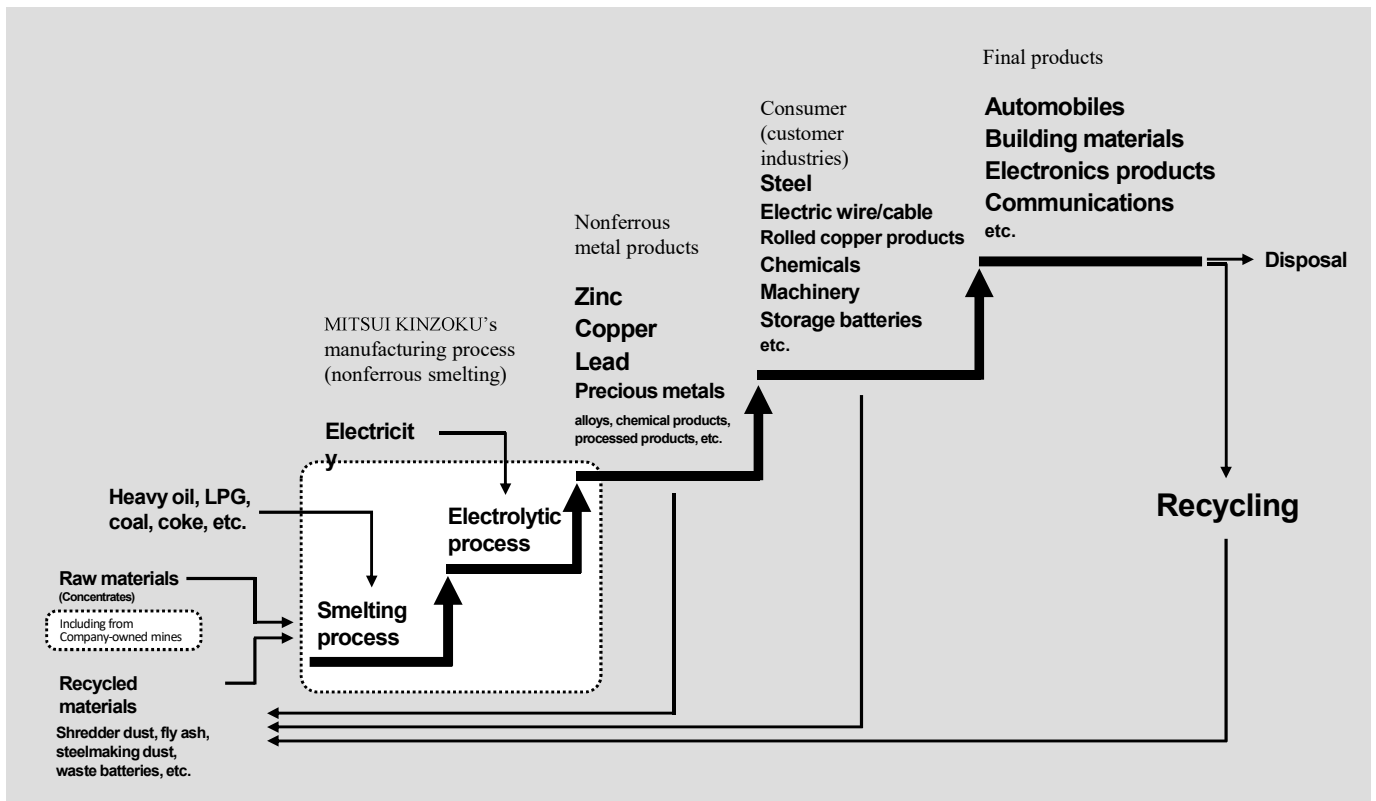 Final products
Automobiles
Building materials
Electronics products
Communications
etc.
Disposal
Consumer
(customer
industries)
Steel
Electric wire/cable
Rolled copper products
Chemicals
Machinery
Storage batteries
etc.
Nonferrous
metal products
Zinc
Copper
Lead
Precious metals
alloys, chemical products,
processed products, etc.
MITSUI KINZOKU's
manufacturing process
(nonferrous smelting)
Electricit
y
Heavy oil, LPG,
coal, coke, etc.
Electrolytic
process
Smelting
process
Raw materials
(Concentrates)
Including from
Company-owned mines
Recycled
materials
Shredder dust, fly ash,
steelmaking dust,
waste batteries, etc.
Recycling